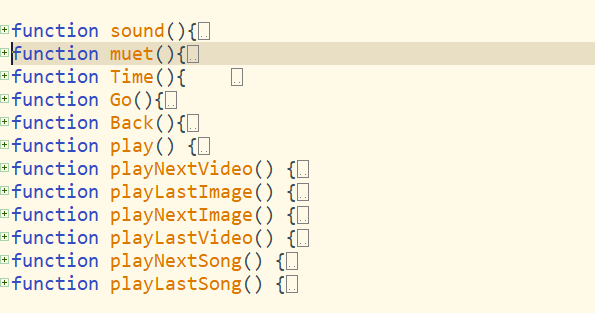 function sound(){..
function muet(){..
function Time(){    ..
function Go(){..
function Back(){..
function play() {..
function playNextVideo() {..
function playLastImage() {..
function playNextImage() {..
function playLastVideo() {..
function playNextSong() {..
function playLastSong() {..